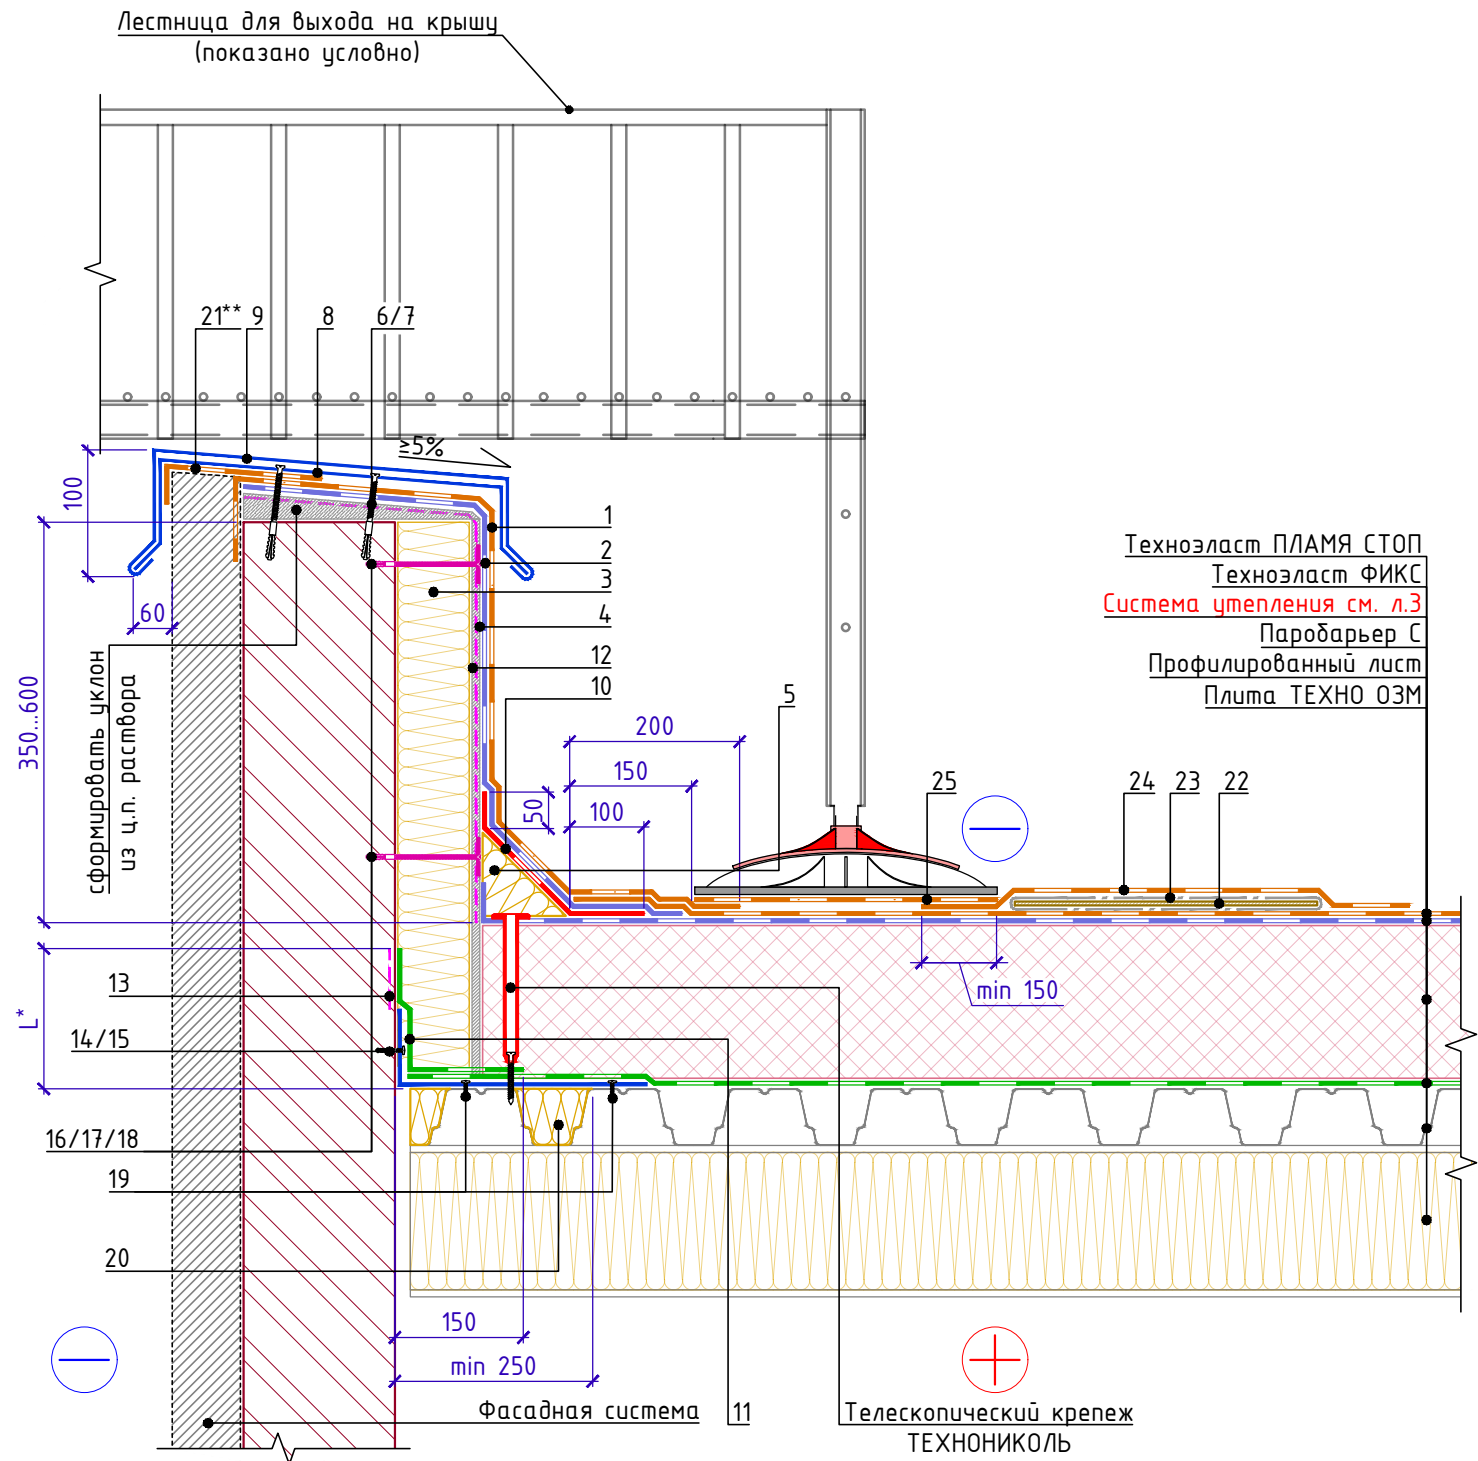 Лестница для выхода на крышу
(показано условно)
21** 9 8 6/7
≥5%
100
60
1
2
3
4
12
10
5
350...600
сформировать уклон
из ц.п. раствора
200
150
100
50
25
24 23 22
Техноэласт ПЛАМЯ СТОП
Техноэласт ФИКС
Система утепления см. л.3
Паробарьер С
Профилированный лист
Плита ТЕХНО ОЗМ
min 150
L*
13
14/15
16/17/18
19
20
150
min 250
Фасадная система
11
Телескопический крепеж
ТЕХНОНИКОЛЬ